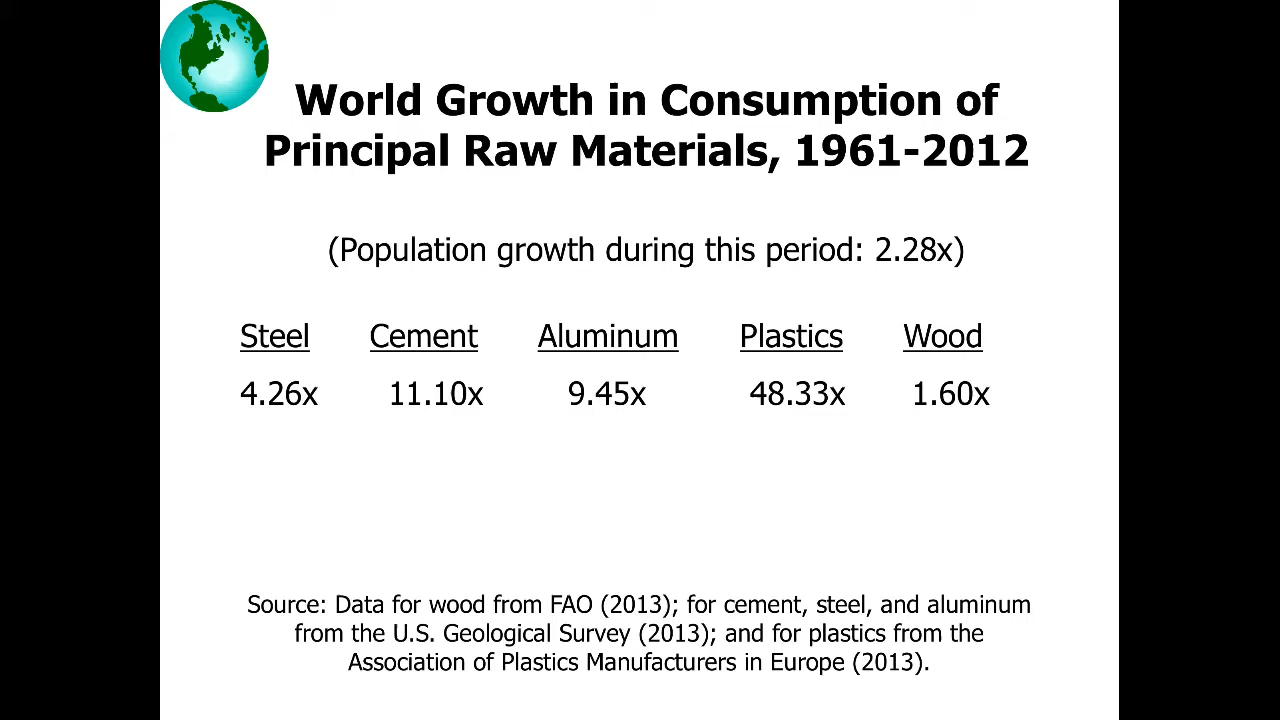 World Growth in Consumption of
Principal Raw Materials, 1961-2012
(Population growth during this period: 2.28x)
Steel Cement Aluminum Plastics Wood
4.26x 11.10x 9.45x 48.33x 1.60x
Source: Data for wood from FAO (2013); for cement, steel, and aluminum
from the U.S. Geological Survey (2013); and for plastics from the
Association of Plastics Manufacturers in Europe (2013).